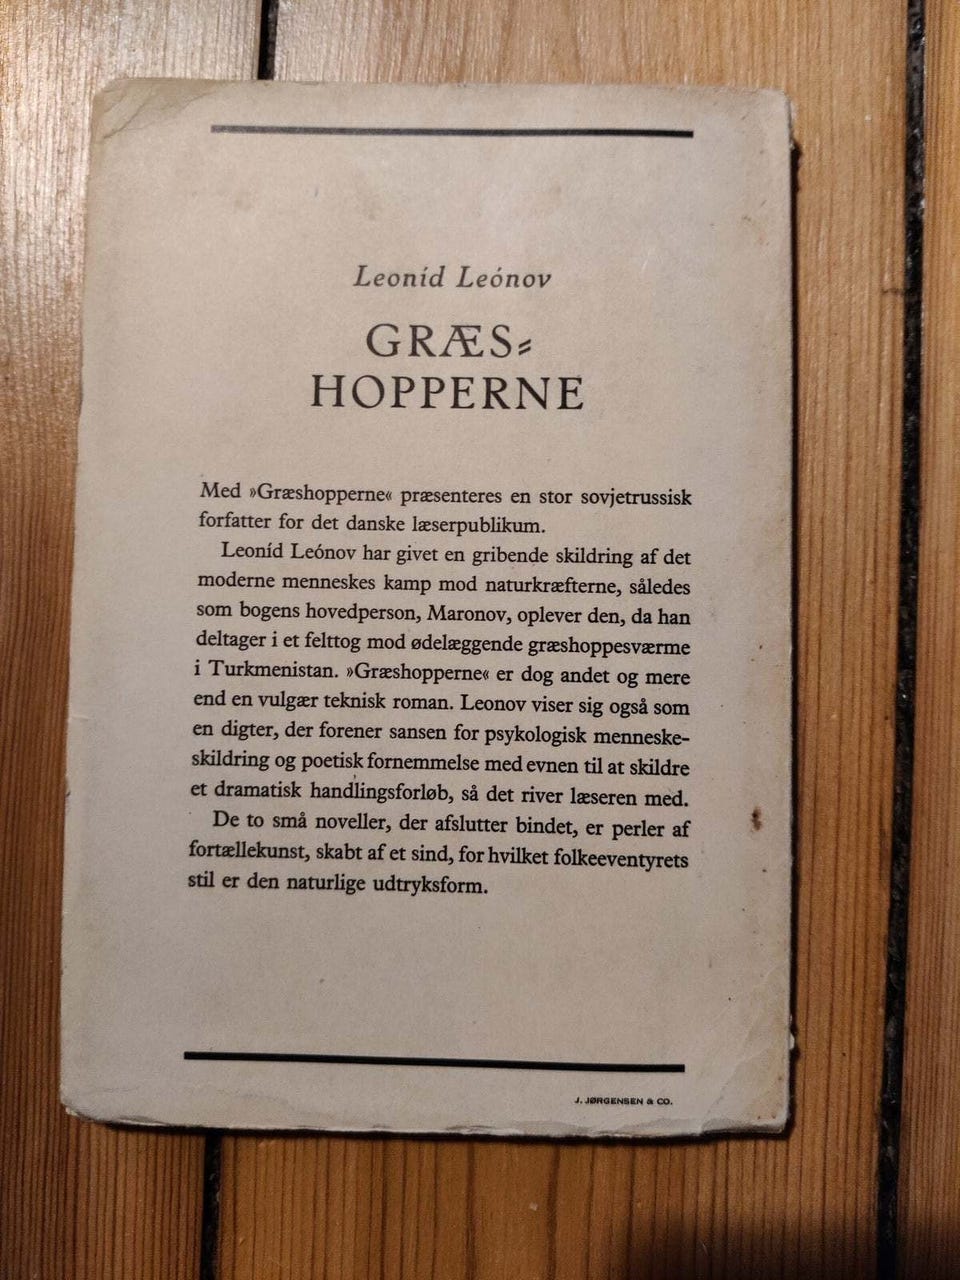 Leoníd Leónov
GRÆS-
HOPPERNE
Med »Græshopperne« præsenteres en stor sovjetrussisk
forfatter for det danske læserpublikum.
Leoníd Leónov har givet en gribende skildring af det
moderne menneskes kamp mod naturkræfterne, således
som bogens hovedperson, Maronov, oplever den, da han
deltager i et felttog mod ødelæggende græshoppesværme
i Turkmenistan. »Græshopperne« er dog andet og mere
end en vulgær teknisk roman. Leonov viser sig også som
en digter, der forener sansen for psykologisk menneske-
skildring og poetisk fornemmelse med evnen til at skildre
et dramatisk handlingsforløb, så det river læseren med.
De to små noveller, der afslutter bindet, er perler af
fortællekunst, skabt af et sind, for hvilket folkeeventyrets
stil er den naturlige udtryksform.
J. JØRGENSEN & CO.